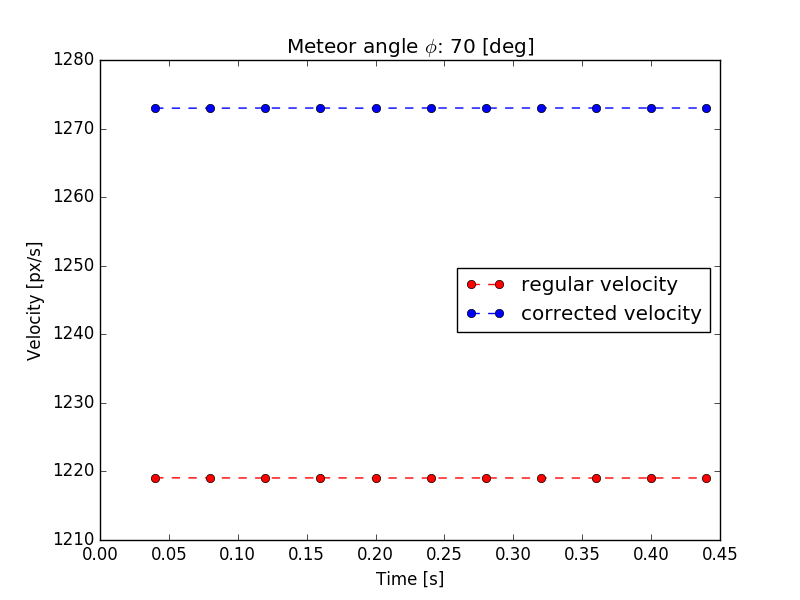 Meteor angle ϕ: 70 [deg]
1280
1270
1260
1250
1240
1230
1220
1210
Velocity [px/s]
regular velocity
corrected velocity
0.00 0.05 0.10 0.15 0.20 0.25 0.30 0.35 0.40 0.45
Time [s]